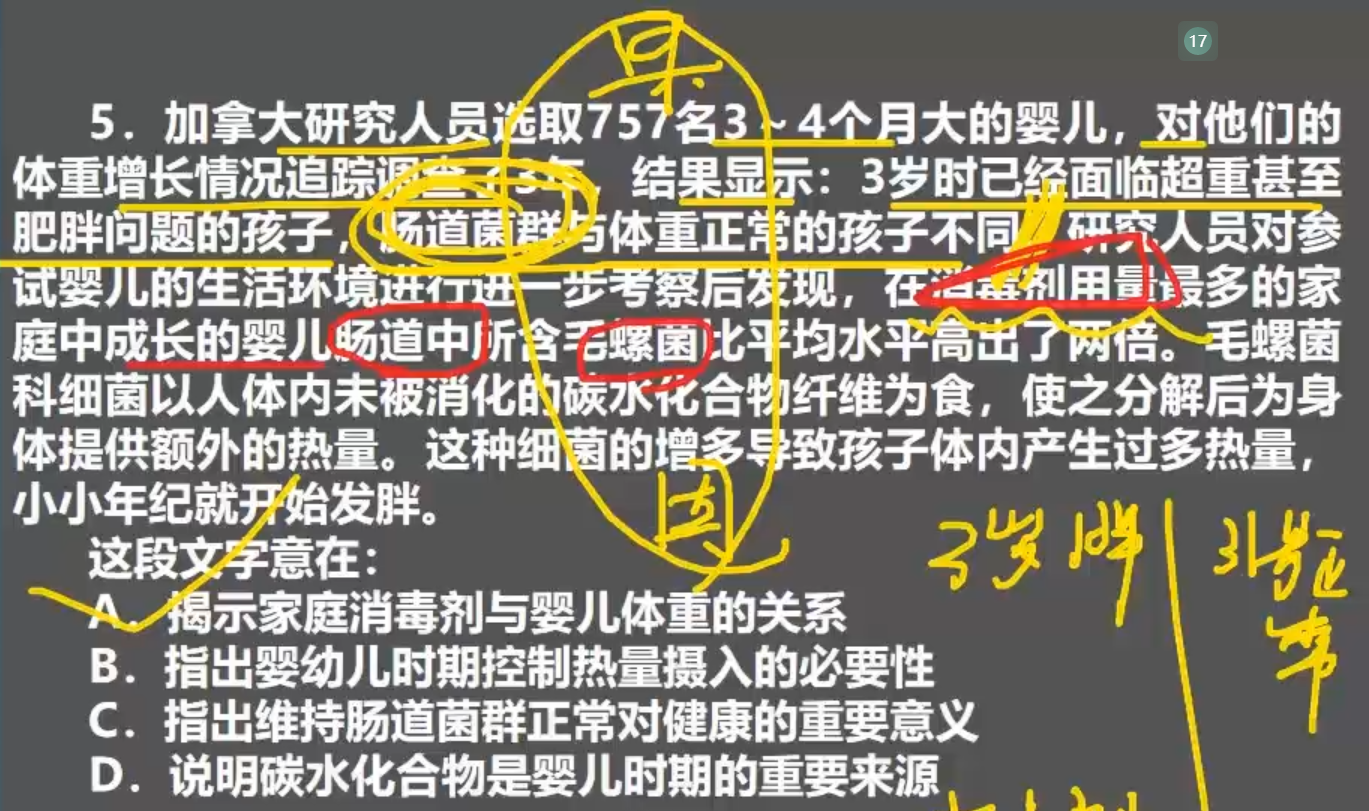 17
果
5. 加拿大研究人员选取757名3~4个月大的婴儿，对他们的
体重增长情况追踪调查了3年，结果显示：3岁时已经面临超重甚至
肥胖问题的孩子，肠道菌群与体重正常的孩子不同。研究人员对参
试婴儿的生活环境进行进一步考察后发现，在消毒剂用量最多的家
庭中成长的婴儿肠道中所含毛螺菌比平均水平高出了两倍。毛螺菌
科细菌以人体内未被消化的碳水化合物纤维为食，使之分解后为身
体提供额外的热量。这种细菌的增多导致孩子体内产生过多热量，
小小年纪就开始发胖。
因
3岁胖
3岁正常
这段文字意在：
A. 揭示家庭消毒剂与婴儿体重的关系
B. 指出婴幼儿时期控制热量摄入的必要性
C. 指出维持肠道菌群正常对健康的重要意义
D. 说明碳水化合物是婴儿时期的重要来源